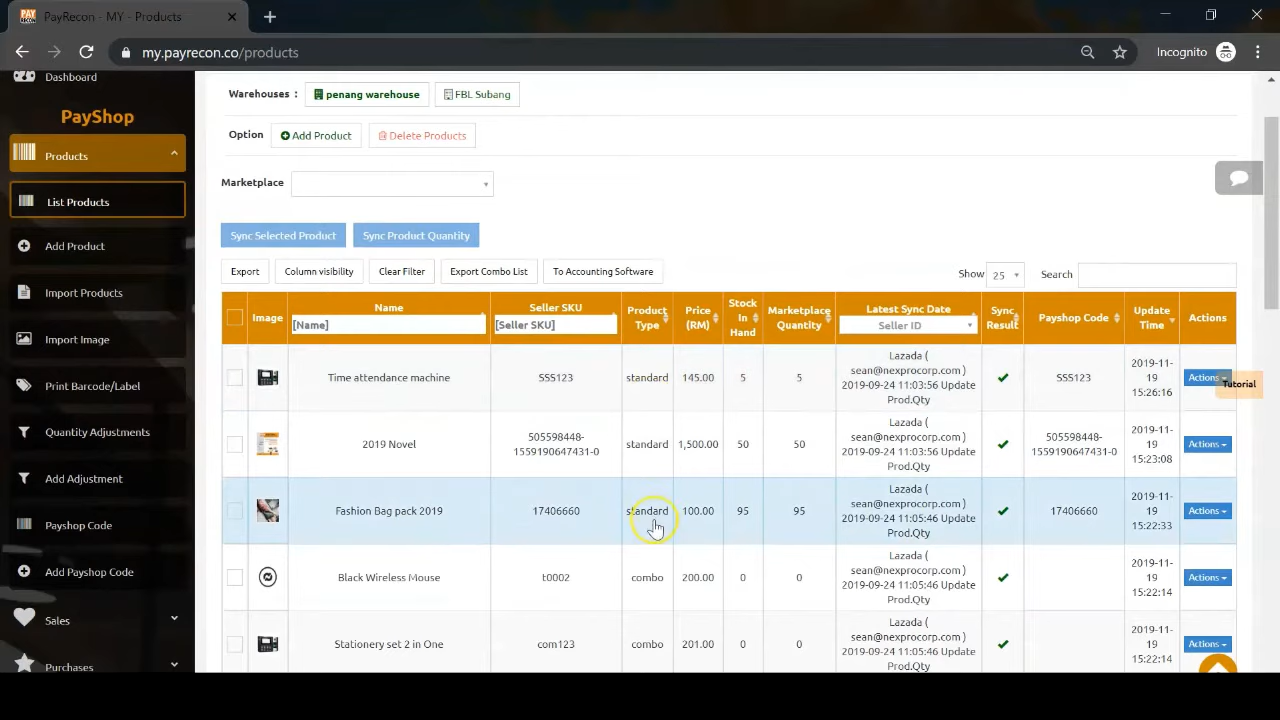 PayRecon - MY - Products
my.payrecon.co/products
Incognito
Dashboard
PayShop
Products
List Products
Add Product
Import Products
Import Image
Print Barcode/Label
Quantity Adjustments
Add Adjustment
Payshop Code
Add Payshop Code
Sales
Purchases
Warehouses : penang warehouse FBL Subang
Option Add Product Delete Products
Marketplace
Sync Selected Product Sync Product Quantity
Export Column visibility Clear Filter Export Combo List To Accounting Software Show 25 Search
Image Name Seller SKU Product Type Price (RM) Stock In Hand Marketplace Quantity Latest Sync Date Sync Result Payshop Code Update Time Actions
[Name] [Seller SKU] Seller ID
Time attendance machine SSS123 standard 145.00 5 5 Lazada ( sean@nexprocorp.com ) 2019-09-24 11:03:56 Update Prod.Qty SSS123 2019-11-19 15:26:16 Actions
Tutorial
2019 Novel 505598448-1559190647431-0 standard 1,500.00 50 50 Lazada ( sean@nexprocorp.com ) 2019-09-24 11:03:56 Update Prod.Qty 505598448-1559190647431-0 2019-11-19 15:23:08 Actions
Fashion Bag pack 2019 17406660 standard 100.00 95 95 Lazada ( sean@nexprocorp.com ) 2019-09-24 11:05:46 Update Prod.Qty 17406660 2019-11-19 15:22:33 Actions
Black Wireless Mouse t0002 combo 200.00 0 0 Lazada ( sean@nexprocorp.com ) 2019-09-24 11:05:46 Update Prod.Qty 2019-11-19 15:22:14 Actions
Stationery set 2 in One com123 combo 201.00 0 0 Lazada ( sean@nexprocorp.com ) 2019-09-24 11:05:46 Update 2019-11-19 15:22:14 Actions